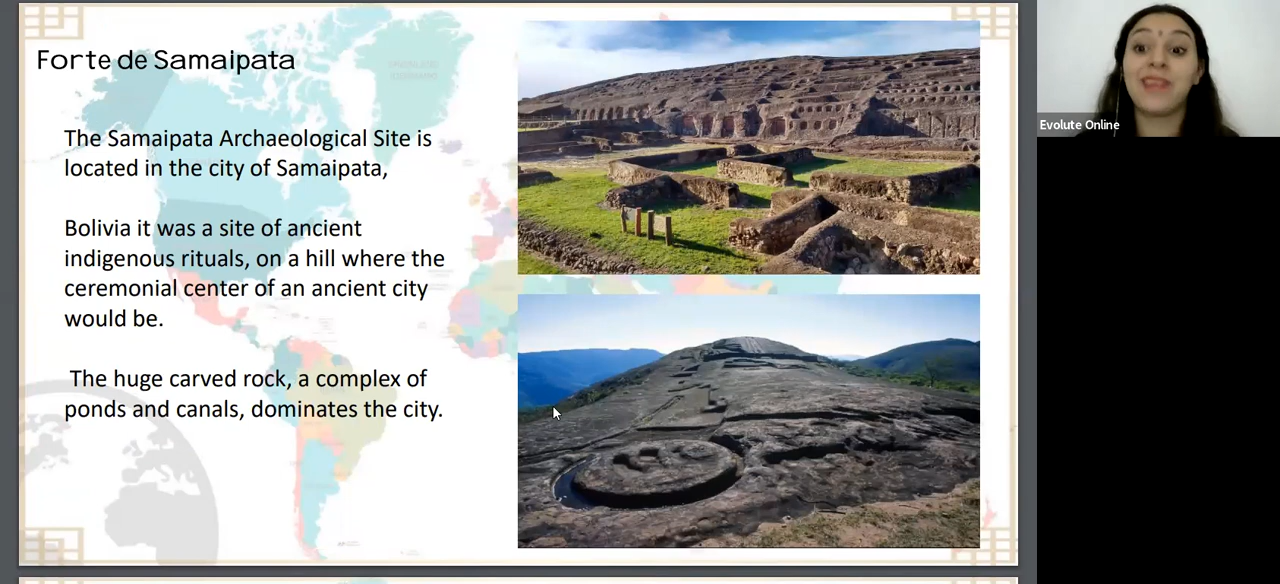 Forte de Samaipata
The Samaipata Archaeological Site is
located in the city of Samaipata,
Bolivia it was a site of ancient
indigenous rituals, on a hill where the
ceremonial center of an ancient city
would be.
The huge carved rock, a complex of
ponds and canals, dominates the city.
Evolute Online